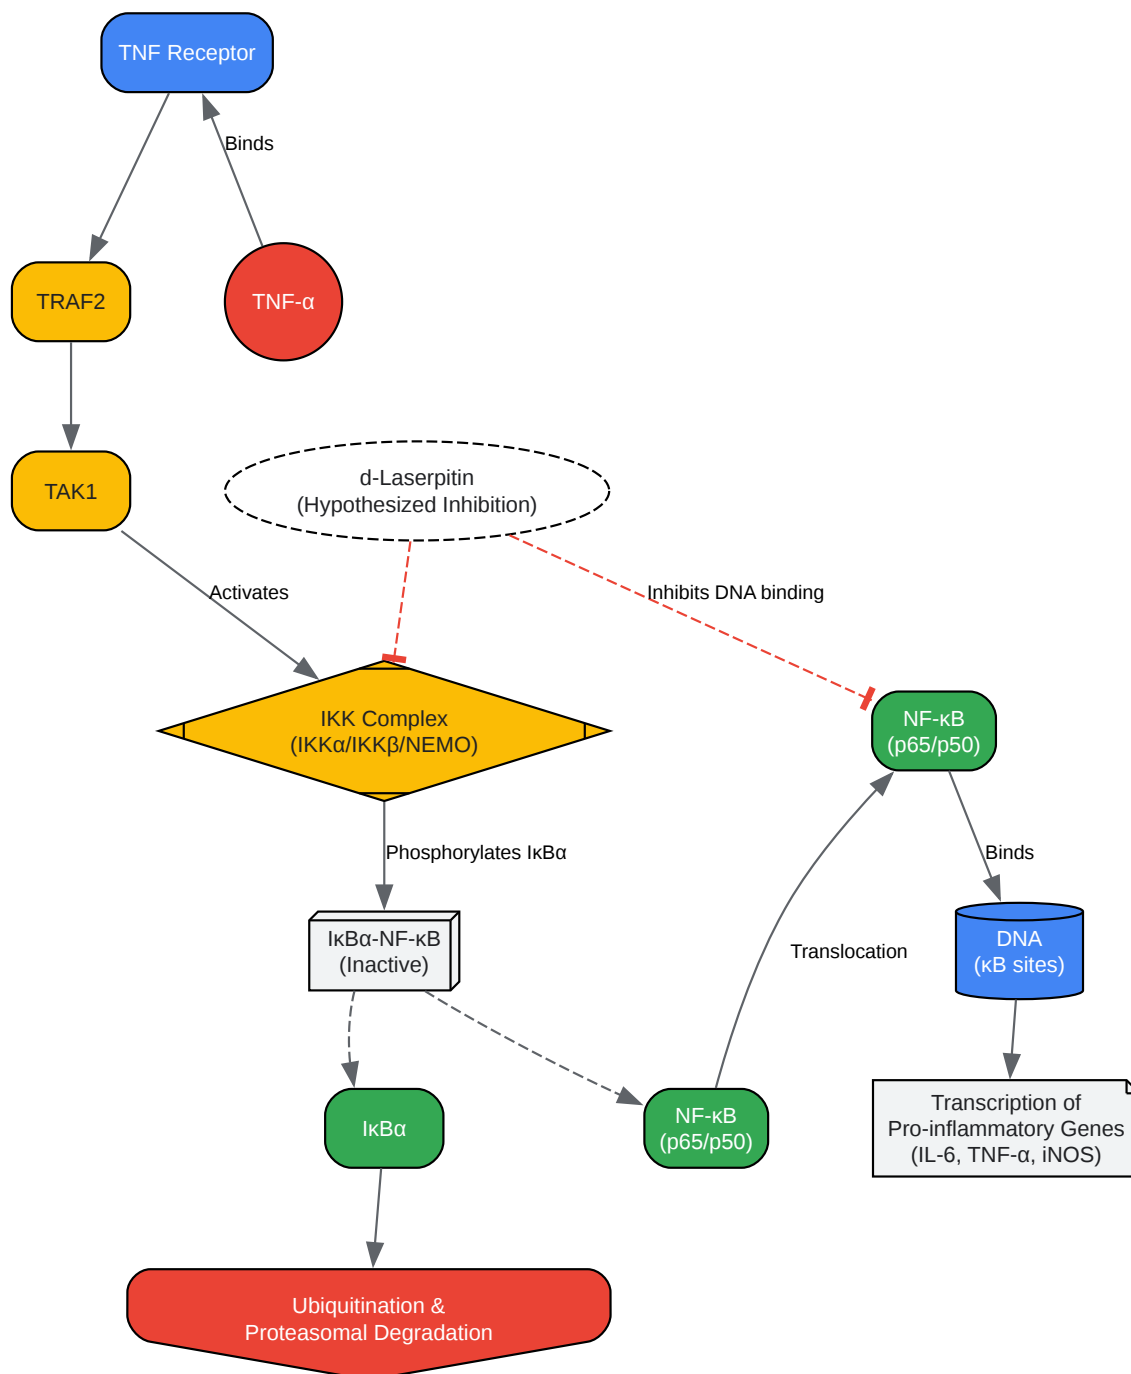 TNF Receptor
Binds
TRAF2
TNF-α
TAK1
d-Laserpitin
(Hypothesized Inhibition)
Activates
Inhibits DNA binding
IKK Complex
(IKKα/IKKβ/NEMO)
NF-κB
(p65/p50)
Phosphorylates IκBα
Binds
IκBα-NF-κB
(Inactive)
Translocation
DNA
(κB sites)
IκBα
NF-κB
(p65/p50)
Transcription of
Pro-inflammatory Genes
(IL-6, TNF-α, iNOS)
Ubiquitination &
Proteasomal Degradation